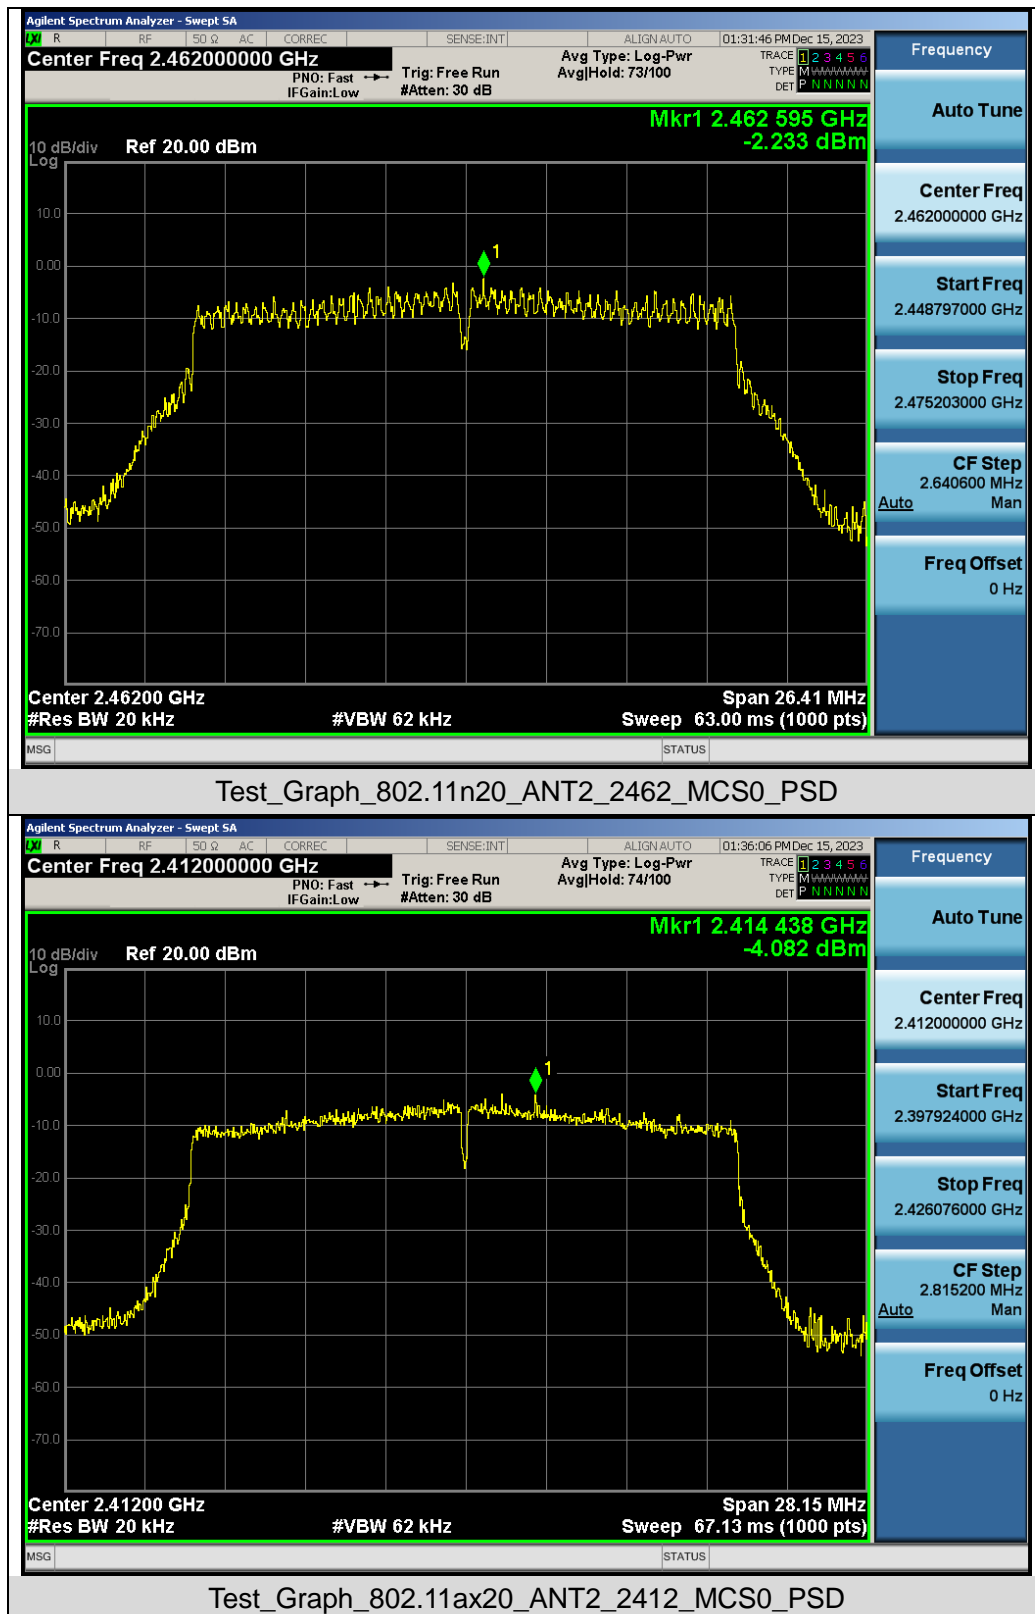 Agilent Spectrum Analyzer - Swept SA
LXI R RF 50 Ω AC CORREC SENSE:INT ALIGN AUTO 01:31:46 PM Dec 15, 2023
Center Freq 2.462000000 GHz
PNO: Fast
IFGain:Low
Trig: Free Run
#Atten: 30 dB
Avg Type: Log-Pwr
Avg|Hold: 73/100
TRACE 1 2 3 4 5 6
TYPE M
DET P N N N N N
Frequency
Mkr1 2.462 595 GHz
-2.233 dBm
10 dB/div Ref 20.00 dBm
Log
10.0
0.00
-10.0
-20.0
-30.0
-40.0
-50.0
-60.0
-70.0
1
Center 2.46200 GHz Span 26.41 MHz
#Res BW 20 kHz #VBW 62 kHz Sweep 63.00 ms (1000 pts)
MSG STATUS
Auto Tune
Center Freq
2.462000000 GHz
Start Freq
2.448797000 GHz
Stop Freq
2.475203000 GHz
CF Step
2.640600 MHz
Auto Man
Freq Offset
0 Hz
Test_Graph_802.11n20_ANT2_2462_MCS0_PSD
Agilent Spectrum Analyzer - Swept SA
LXI R RF 50 Ω AC CORREC SENSE:INT ALIGN AUTO 01:36:06 PM Dec 15, 2023
Center Freq 2.412000000 GHz
PNO: Fast
IFGain:Low
Trig: Free Run
#Atten: 30 dB
Avg Type: Log-Pwr
Avg|Hold: 74/100
TRACE 1 2 3 4 5 6
TYPE M
DET P N N N N N
Frequency
Mkr1 2.414 438 GHz
-4.082 dBm
10 dB/div Ref 20.00 dBm
Log
10.0
0.00
-10.0
-20.0
-30.0
-40.0
-50.0
-60.0
-70.0
1
Center 2.41200 GHz Span 28.15 MHz
#Res BW 20 kHz #VBW 62 kHz Sweep 67.13 ms (1000 pts)
MSG STATUS
Auto Tune
Center Freq
2.412000000 GHz
Start Freq
2.397924000 GHz
Stop Freq
2.426076000 GHz
CF Step
2.815200 MHz
Auto Man
Freq Offset
0 Hz
Test_Graph_802.11ax20_ANT2_2412_MCS0_PSD